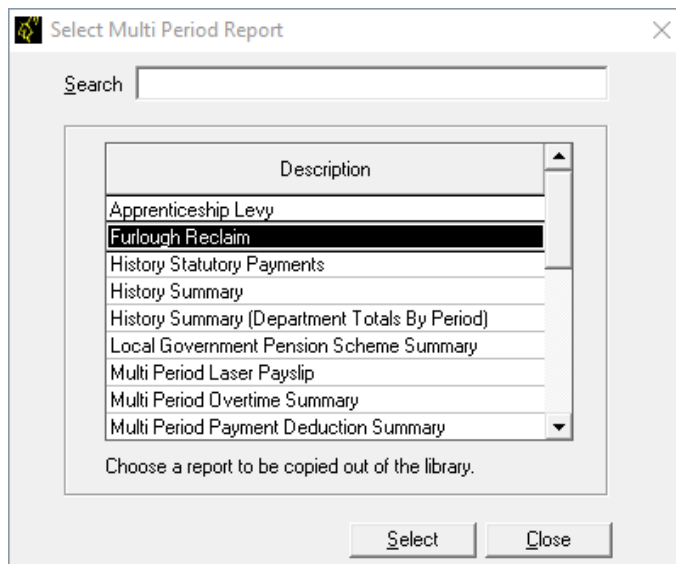 Select Multi Period Report
Search
Description
Apprenticeship Levy
Furlough Reclaim
History Statutory Payments
History Summary
History Summary (Department Totals By Period)
Local Government Pension Scheme Summary
Multi Period Laser Payslip
Multi Period Overtime Summary
Multi Period Payment Deduction Summary
Choose a report to be copied out of the library.
Select Close